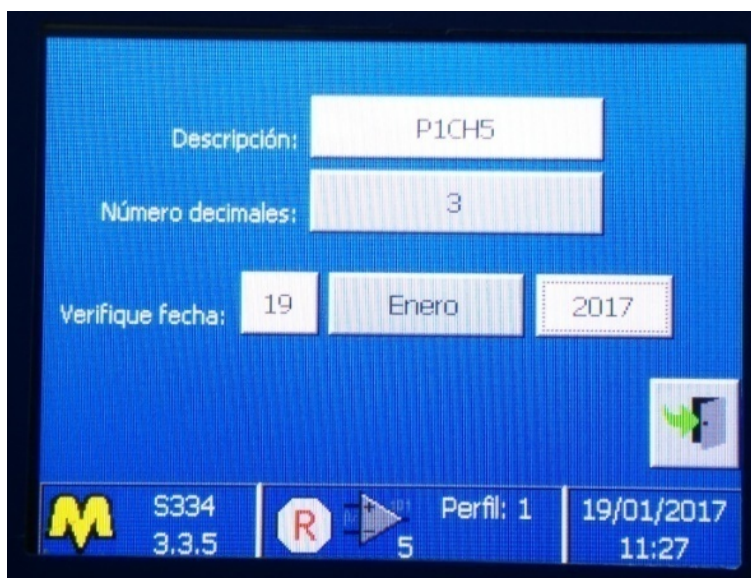 Descripción: P1CH5
Número decimales: 3
Verifique fecha: 19 Enero 2017
S334 R Perfil: 1 19/01/2017
3.3.5 5 11:27